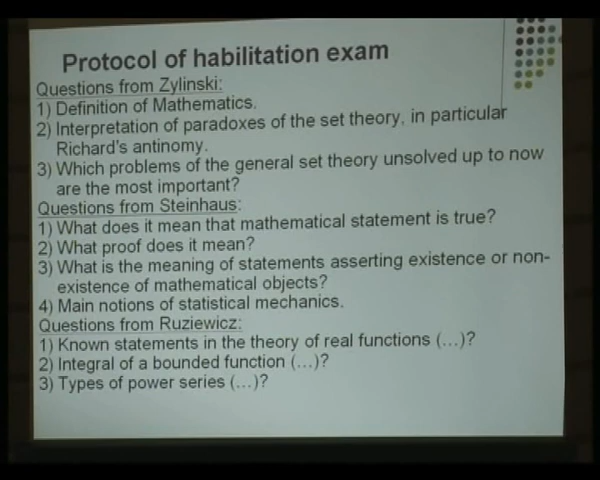 Protocol of habilitation exam
Questions from Zylinski:
1) Definition of Mathematics.
2) Interpretation of paradoxes of the set theory, in particular
Richard's antinomy.
3) Which problems of the general set theory unsolved up to now
are the most important?
Questions from Steinhaus:
1) What does it mean that mathematical statement is true?
2) What proof does it mean?
3) What is the meaning of statements asserting existence or non-
existence of mathematical objects?
4) Main notions of statistical mechanics.
Questions from Ruziewicz:
1) Known statements in the theory of real functions (...)?
2) Integral of a bounded function (...)?
3) Types of power series (...)?